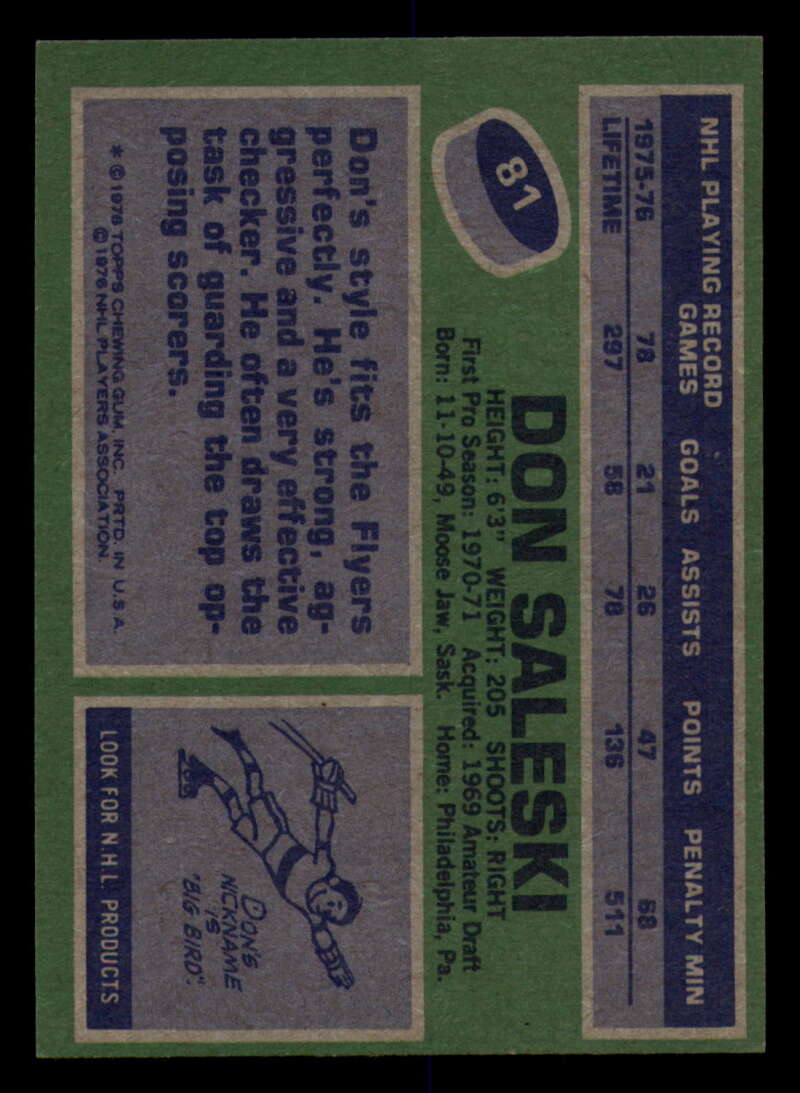 NHL PLAYING RECORD
GAMES GOALS ASSISTS POINTS PENALTY MIN
1975-76 78 21 26 47 68
LIFETIME 297 58 78 136 511
81
DON SALESKI
HEIGHT: 6'3" WEIGHT: 205 SHOOTS: RIGHT
First Pro Season: 1970-71 Acquired: 1969 Amateur Draft
Born: 11-10-49, Moose Jaw, Sask. Home: Philadelphia, Pa.
Don's style fits the Flyers
perfectly. He's strong, ag-
gressive and a very effective
checker. He often draws the
task of guarding the top op-
posing scorers.
* © 1976 TOPPS CHEWING GUM, INC. PRTD. IN U.S.A.
© 1976 NHL PLAYERS ASSOCIATION.
DON'S
NICKNAME
IS
"BIG BIRD".
LOOK FOR N.H.L. PRODUCTS